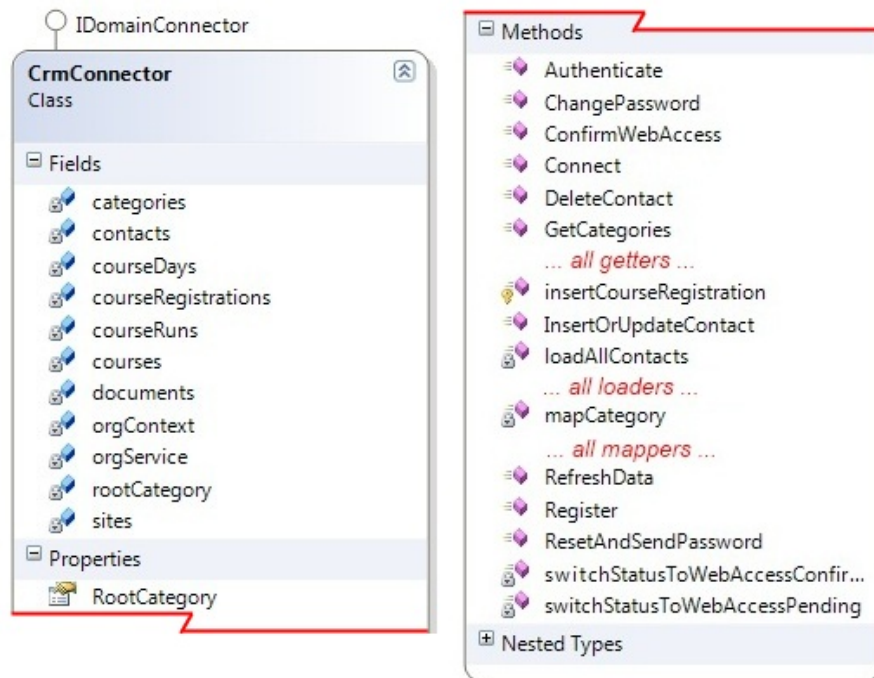 IDomainConnector
CrmConnector
Class
Fields
categories
contacts
courseDays
courseRegistrations
courseRuns
courses
documents
orgContext
orgService
rootCategory
sites
Properties
RootCategory
Methods
Authenticate
ChangePassword
ConfirmWebAccess
Connect
DeleteContact
GetCategories
... all getters ...
insertCourseRegistration
InsertOrUpdateContact
loadAllContacts
... all loaders ...
mapCategory
... all mappers ...
RefreshData
Register
ResetAndSendPassword
switchStatusToWebAccessConfir...
switchStatusToWebAccessPending
Nested Types